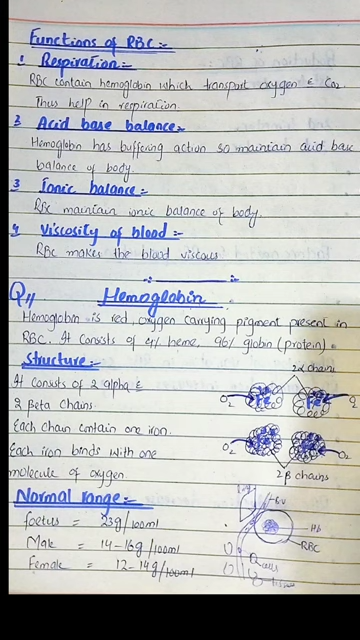 Functions of RBC:-
1 Respiration:-
RBC contain hemoglobin which transport oxygen & CO2.
Thus help in respiration.
2 Acid base balance:-
Hemoglobin has buffering action so maintain acid base
balance of body.
3 Ionic balance:-
RBC maintain ionic balance of body.
4 Viscosity of blood:-
RBC makes the blood viscous
Q//
Hemoglobin
Hemoglobin is red, oxygen carrying pigment present in
RBC. It consists of 4% heme, 96% globin (protein).
Structure:-
2α chains
It consists of 2 alpha &
2 Beta chains.
O2
Fe
Each chain contain one iron.
Each iron binds with one
O2
molecule of oxygen.
2β chains
Normal range:-
foetus = 23g/100ml
Hb
Male = 14-16g/100ml
RBC
Female = 12-14g/100ml